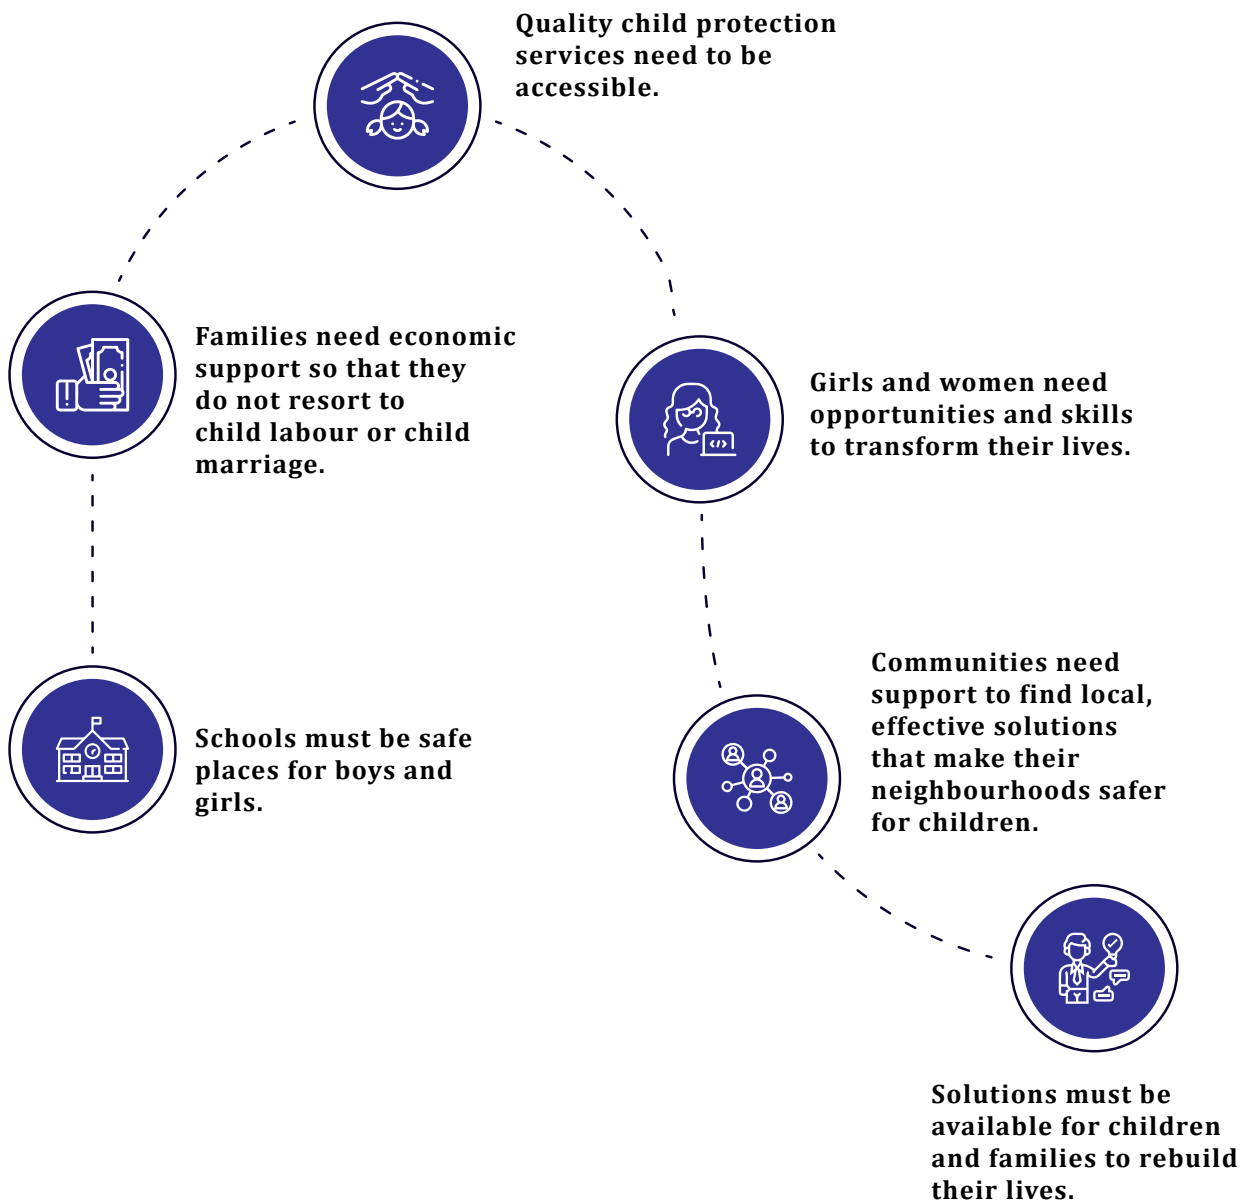 Quality child protection
services need to be
accessible.
Families need economic
support so that they
do not resort to
child labour or child
marriage.
Girls and women need
opportunities and skills
to transform their lives.
Schools must be safe
places for boys and
girls.
Communities need
support to find local,
effective solutions
that make their
neighbourhoods safer
for children.
Solutions must be
available for children
and families to rebuild
their lives.